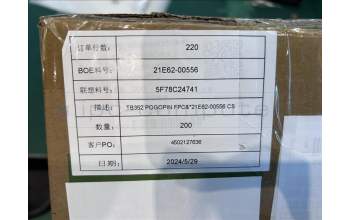 订单行数: 220
BOE料号: 21E62-00556
联想料号: 5F78C24741
描述: TB352 POGOPIN FPC&*21E62-00556 CS
数量: 200
客户PO: 4502127636
日期: 2024/5/29